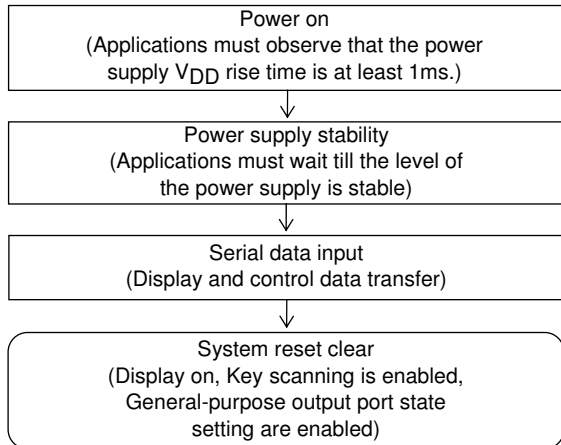 Power on
(Applications must observe that the power
supply VDD rise time is at least 1ms.)
Power supply stability
(Applications must wait till the level of
the power supply is stable)
Serial data input
(Display and control data transfer)
System reset clear
(Display on, Key scanning is enabled,
General-purpose output port state
setting are enabled)